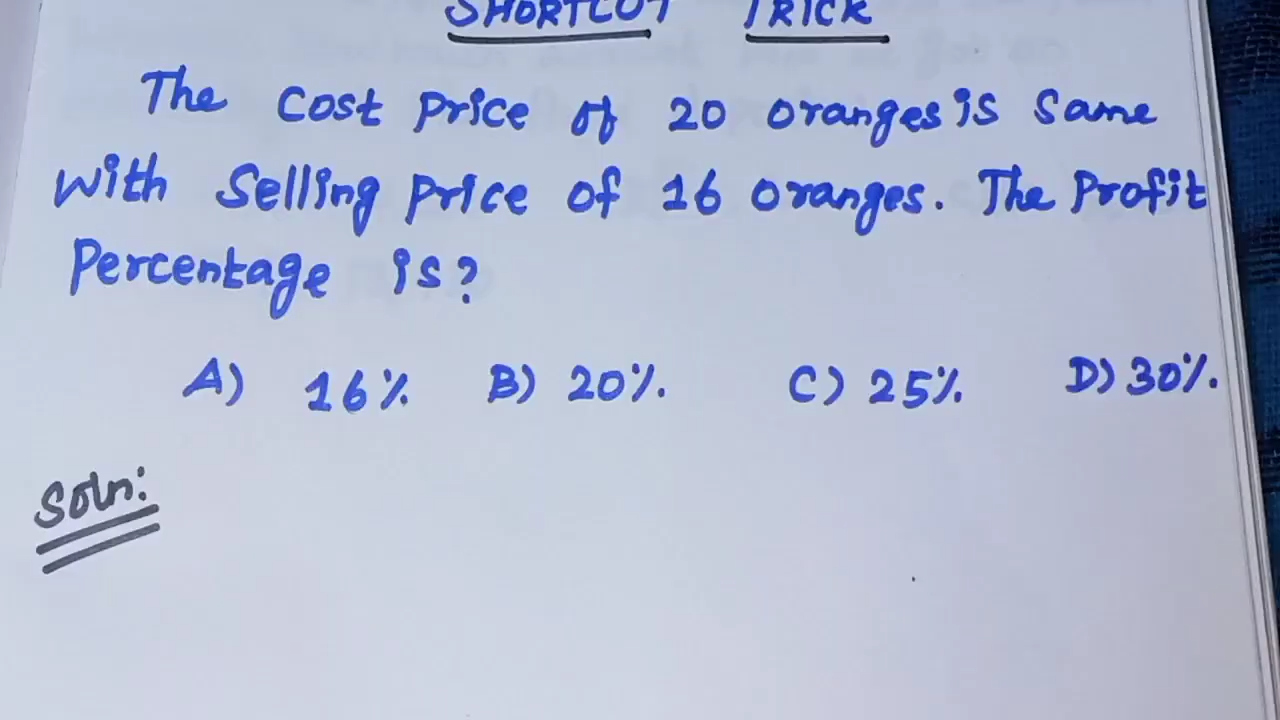 SHORTCUT TRICK
The Cost Price of 20 oranges is Same
with Selling Price of 16 oranges. The Profit
Percentage is?
A) 16% B) 20%. C) 25%. D) 30%.
Soln: